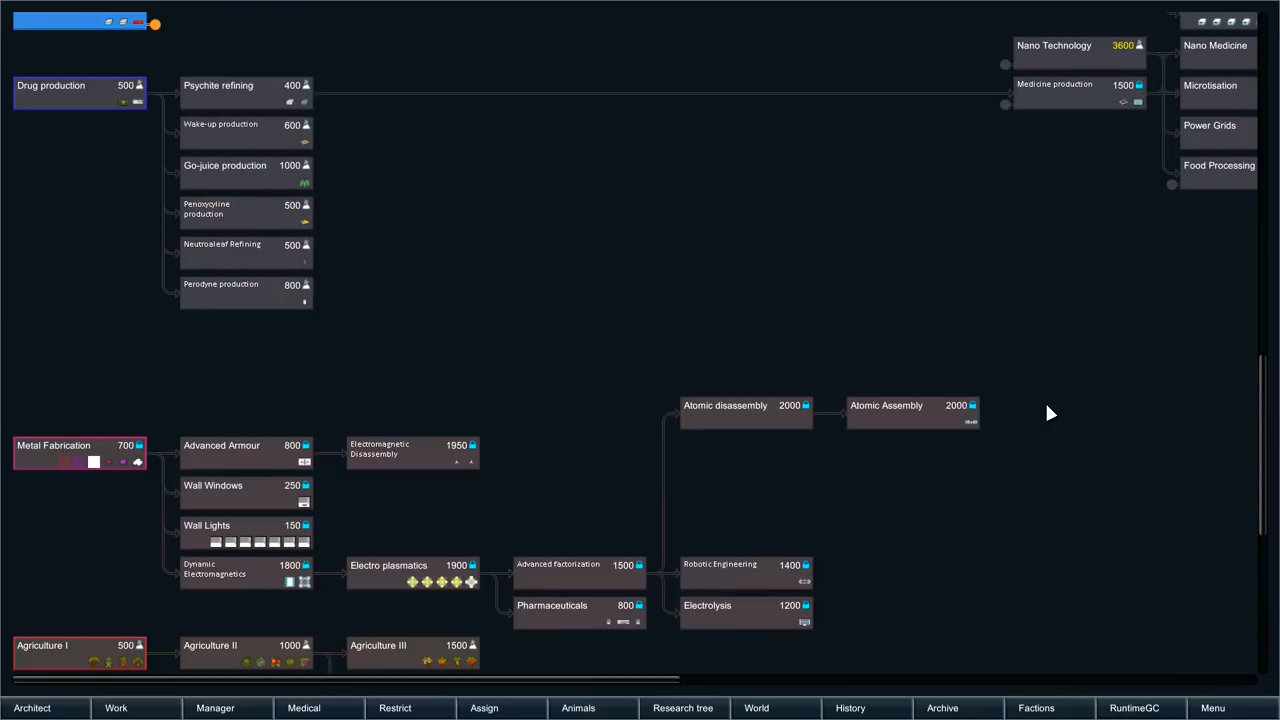 Nano Technology 3600
Nano Medicine
Drug production 500
Psychite refining 400
Medicine production 1500
Microtisation
Wake-up production 600
Power Grids
Go-juice production 1000
Food Processing
Penoxycyline production 500
Neutroaleaf Refining 500
Perodyne production 800
Atomic disassembly 2000
Atomic Assembly 2000
Metal Fabrication 700
Advanced Armour 800
Electromagnetic Disassembly 1950
Wall Windows 250
Wall Lights 150
Dynamic Electromagnetics 1800
Electro plasmatics 1900
Advanced factorization 1500
Robotic Engineering 1400
Pharmaceuticals 800
Electrolysis 1200
Agriculture I 500
Agriculture II 1000
Agriculture III 1500
Architect
Work
Manager
Medical
Restrict
Assign
Animals
Research tree
World
History
Archive
Factions
RuntimeGC
Menu